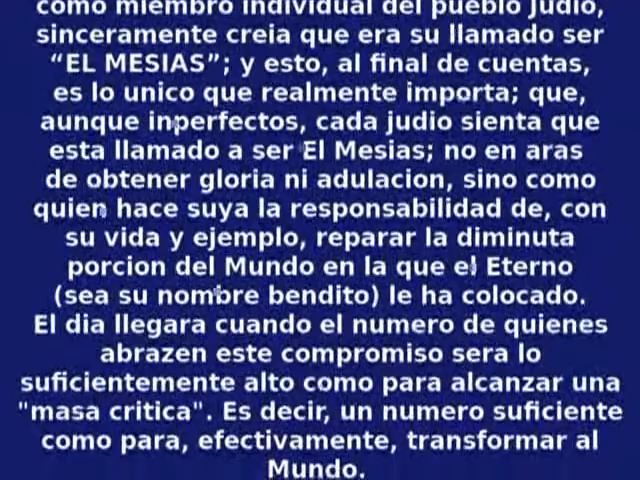 como miembro individual del pueblo judio,
sinceramente creia que era su llamado ser
“EL MESIAS”; y esto, al final de cuentas,
es lo unico que realmente importa; que,
aunque inperfectos, cada judio sienta que
esta llamado a ser El Mesias; no en aras
de obtener gloria ni adulacion, sino como
quien hace suya la responsabilidad de, con
su vida y ejemplo, reparar la diminuta
porcion del Mundo en la que el Eterno
(sea su nombre bendito) le ha colocado.
El dia llegara cuando el numero de quienes
abrazen este compromiso sera lo
suficientemente alto como para alcanzar una
"masa critica". Es decir, un numero suficiente
como para, efectivamente, transformar al
Mundo.